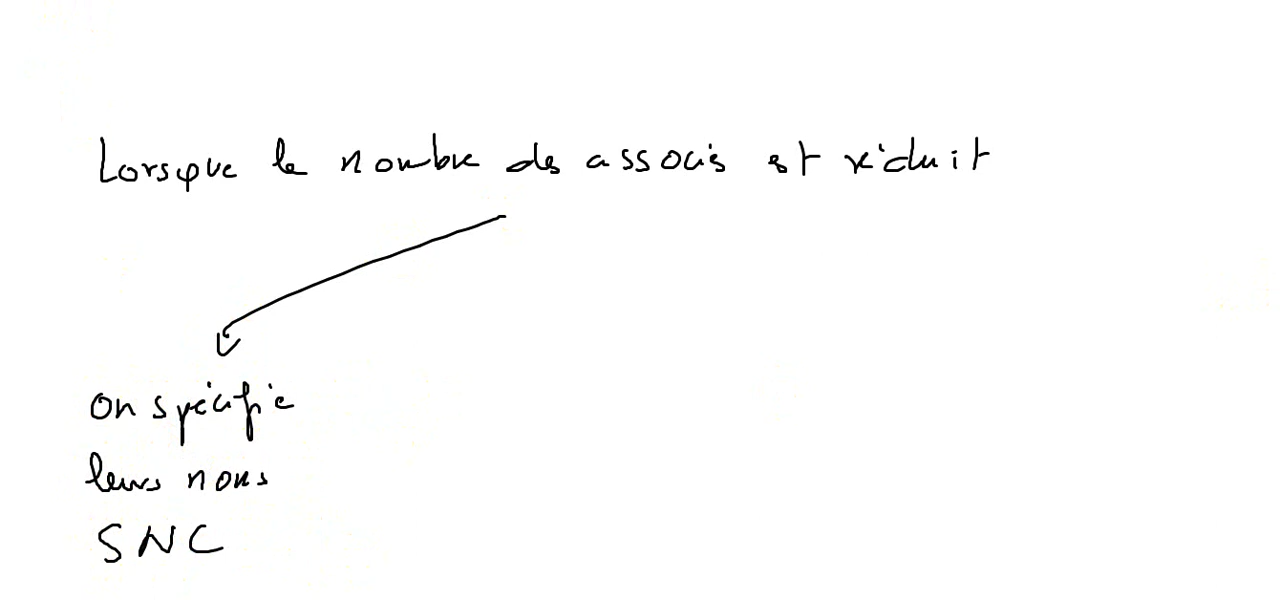 Lorsque le nombre des associés est réduit
on spécifie
leurs noms
SNC